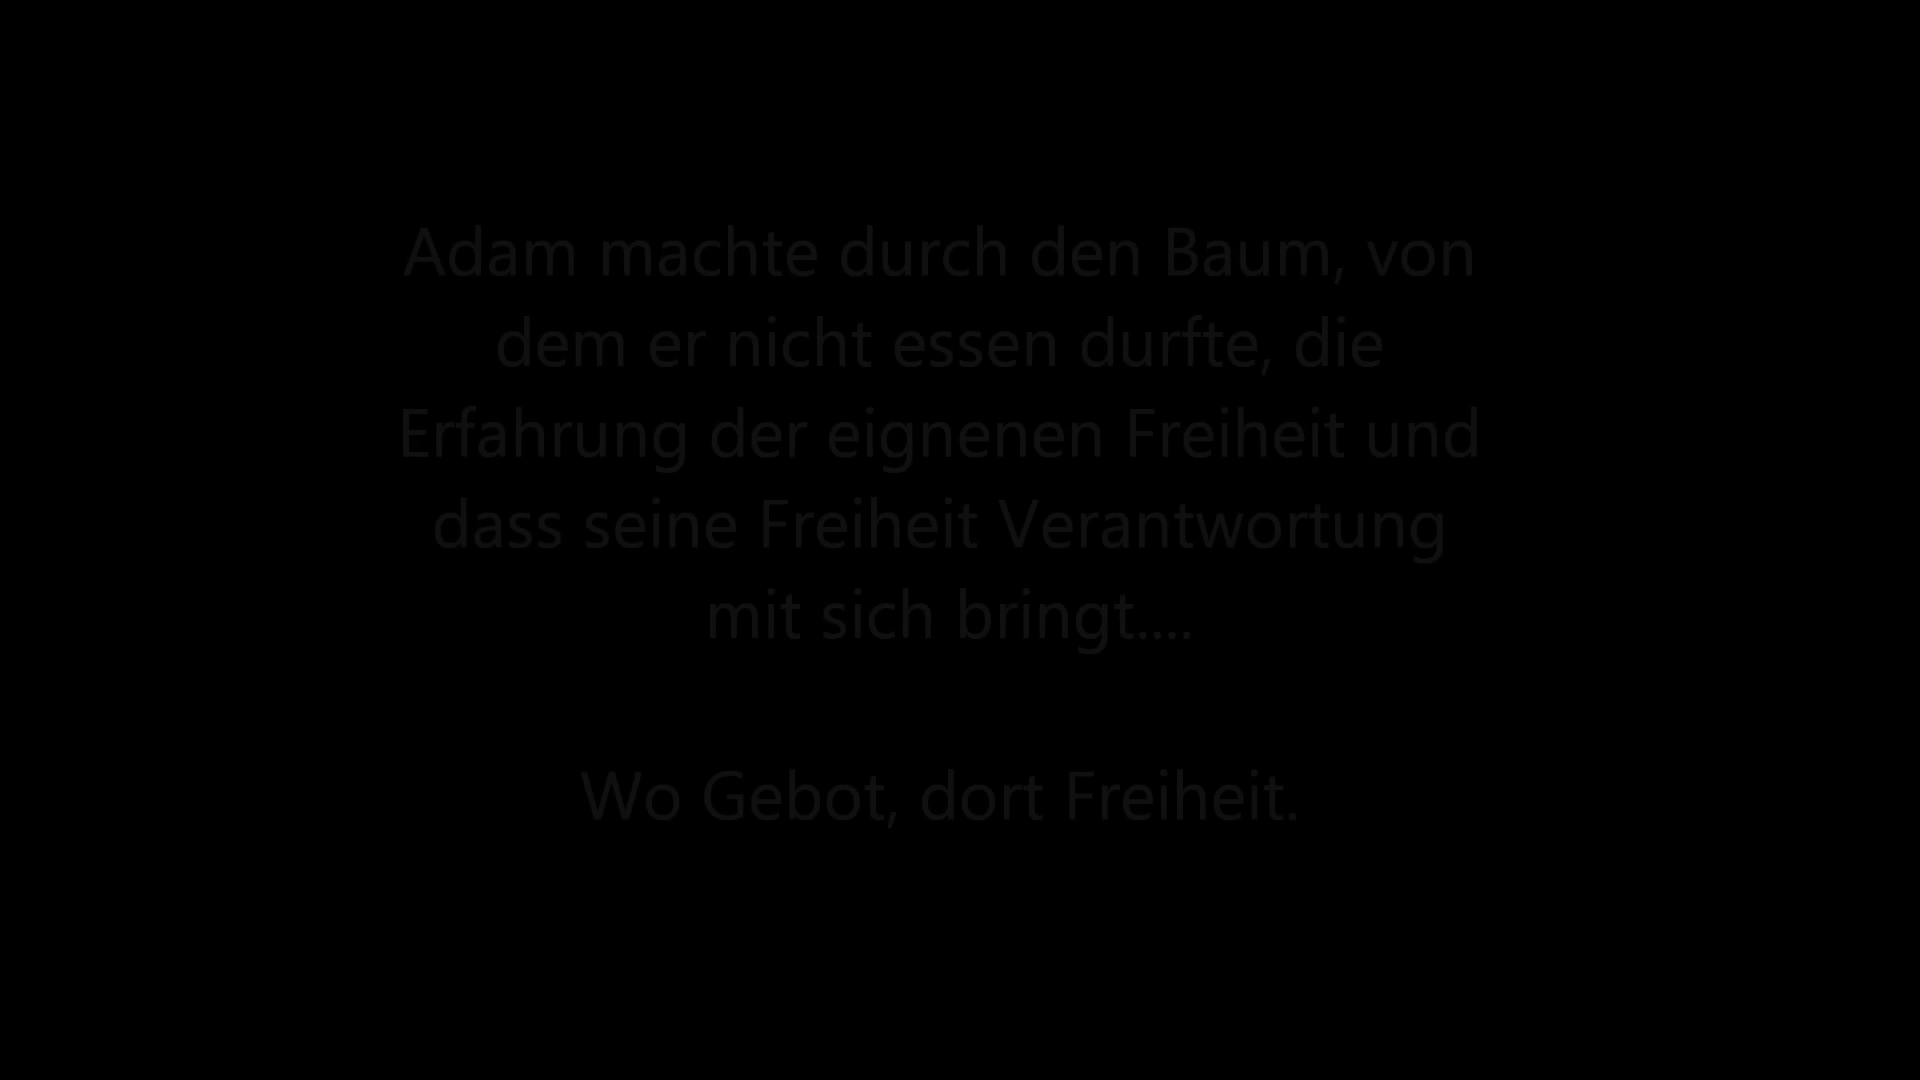 Adam machte durch den Baum, von
dem er nicht essen durfte, die
Erfahrung der eignenen Freiheit und
dass seine Freiheit Verantwortung
mit sich bringt....
Wo Gebot, dort Freiheit.